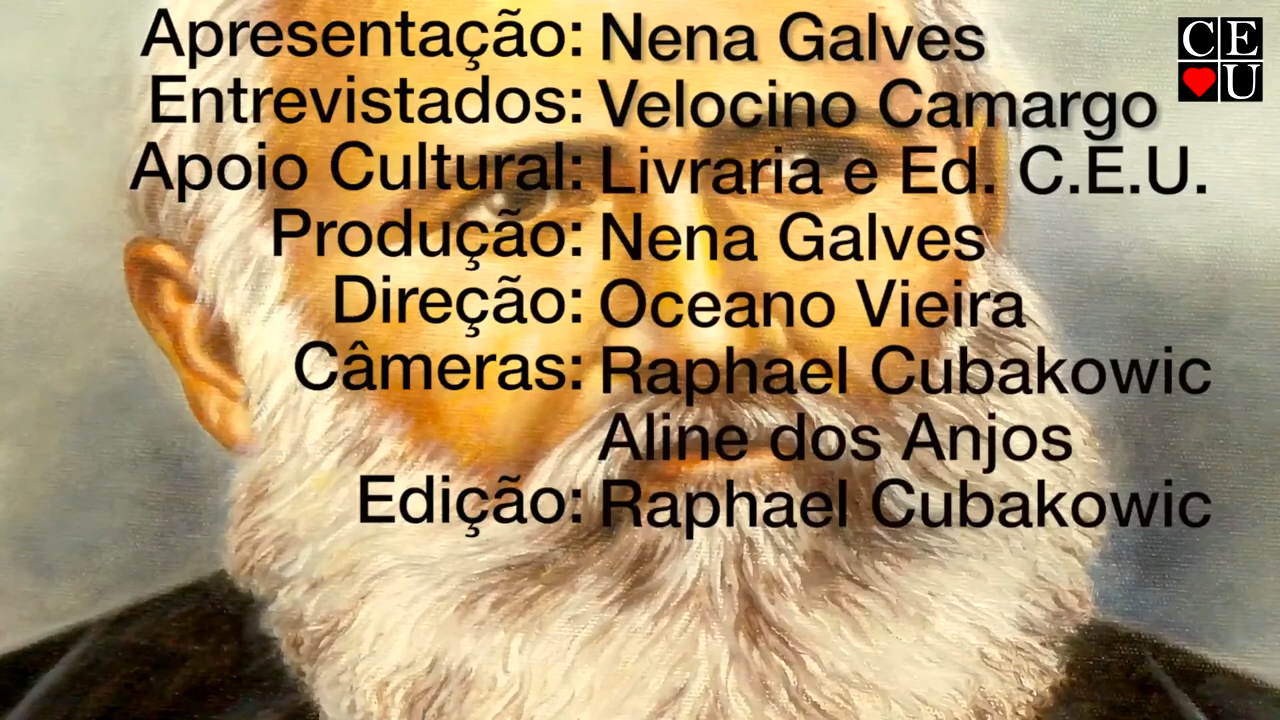 Apresentação: Nena Galves
Entrevistados: Velocino Camargo
Apoio Cultural: Livraria e Ed. C.E.U.
Produção: Nena Galves
Direção: Oceano Vieira
Câmeras: Raphael Cubakowic
Aline dos Anjos
Edição: Raphael Cubakowic
CE
U